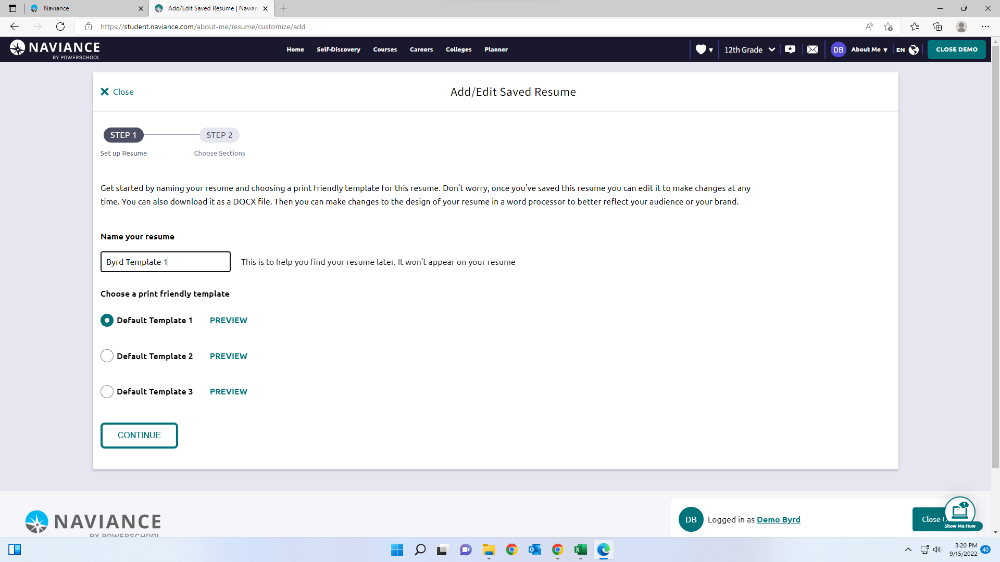 Naviance
Add/Edit Saved Resume | Navian
https://student.naviance.com/about-me/resume/customize/add
NAVIANCE
BY POWERSCHOOL
Home
Self-Discovery
Courses
Careers
Colleges
Planner
12th Grade
DB
About Me
EN
CLOSE DEMO
Close
Add/Edit Saved Resume
STEP 1
STEP 2
Set up Resume
Choose Sections
Get started by naming your resume and choosing a print friendly template for this resume. Don't worry, once you've saved this resume you can edit it to make changes at any
time. You can also download it as a DOCX file. Then you can make changes to the design of your resume in a word processor to better reflect your audience or your brand.
Name your resume
Byrd Template 1
This is to help you find your resume later. It won't appear on your resume
Choose a print friendly template
Default Template 1
PREVIEW
Default Template 2
PREVIEW
Default Template 3
PREVIEW
CONTINUE
NAVIANCE
BY POWERSCHOOL
DB
Logged in as Demo Byrd
Close
Show Me How
3:20 PM
9/15/2022
40